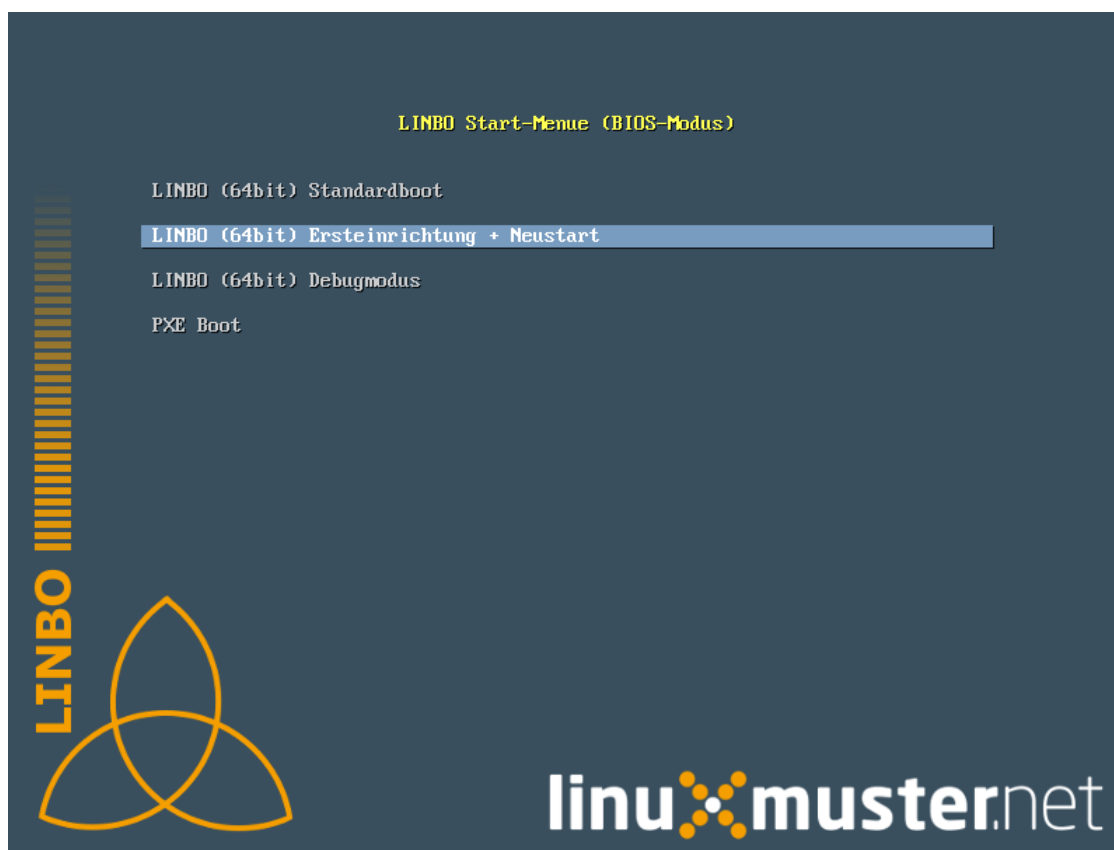 LINBO Start-Menue (BIOS-Modus)
LINBO (64bit) Standardboot
LINBO (64bit) Ersteinrichtung + Neustart
LINBO (64bit) Debugmodus
PXE Boot
LINBO
linuxmuster.net